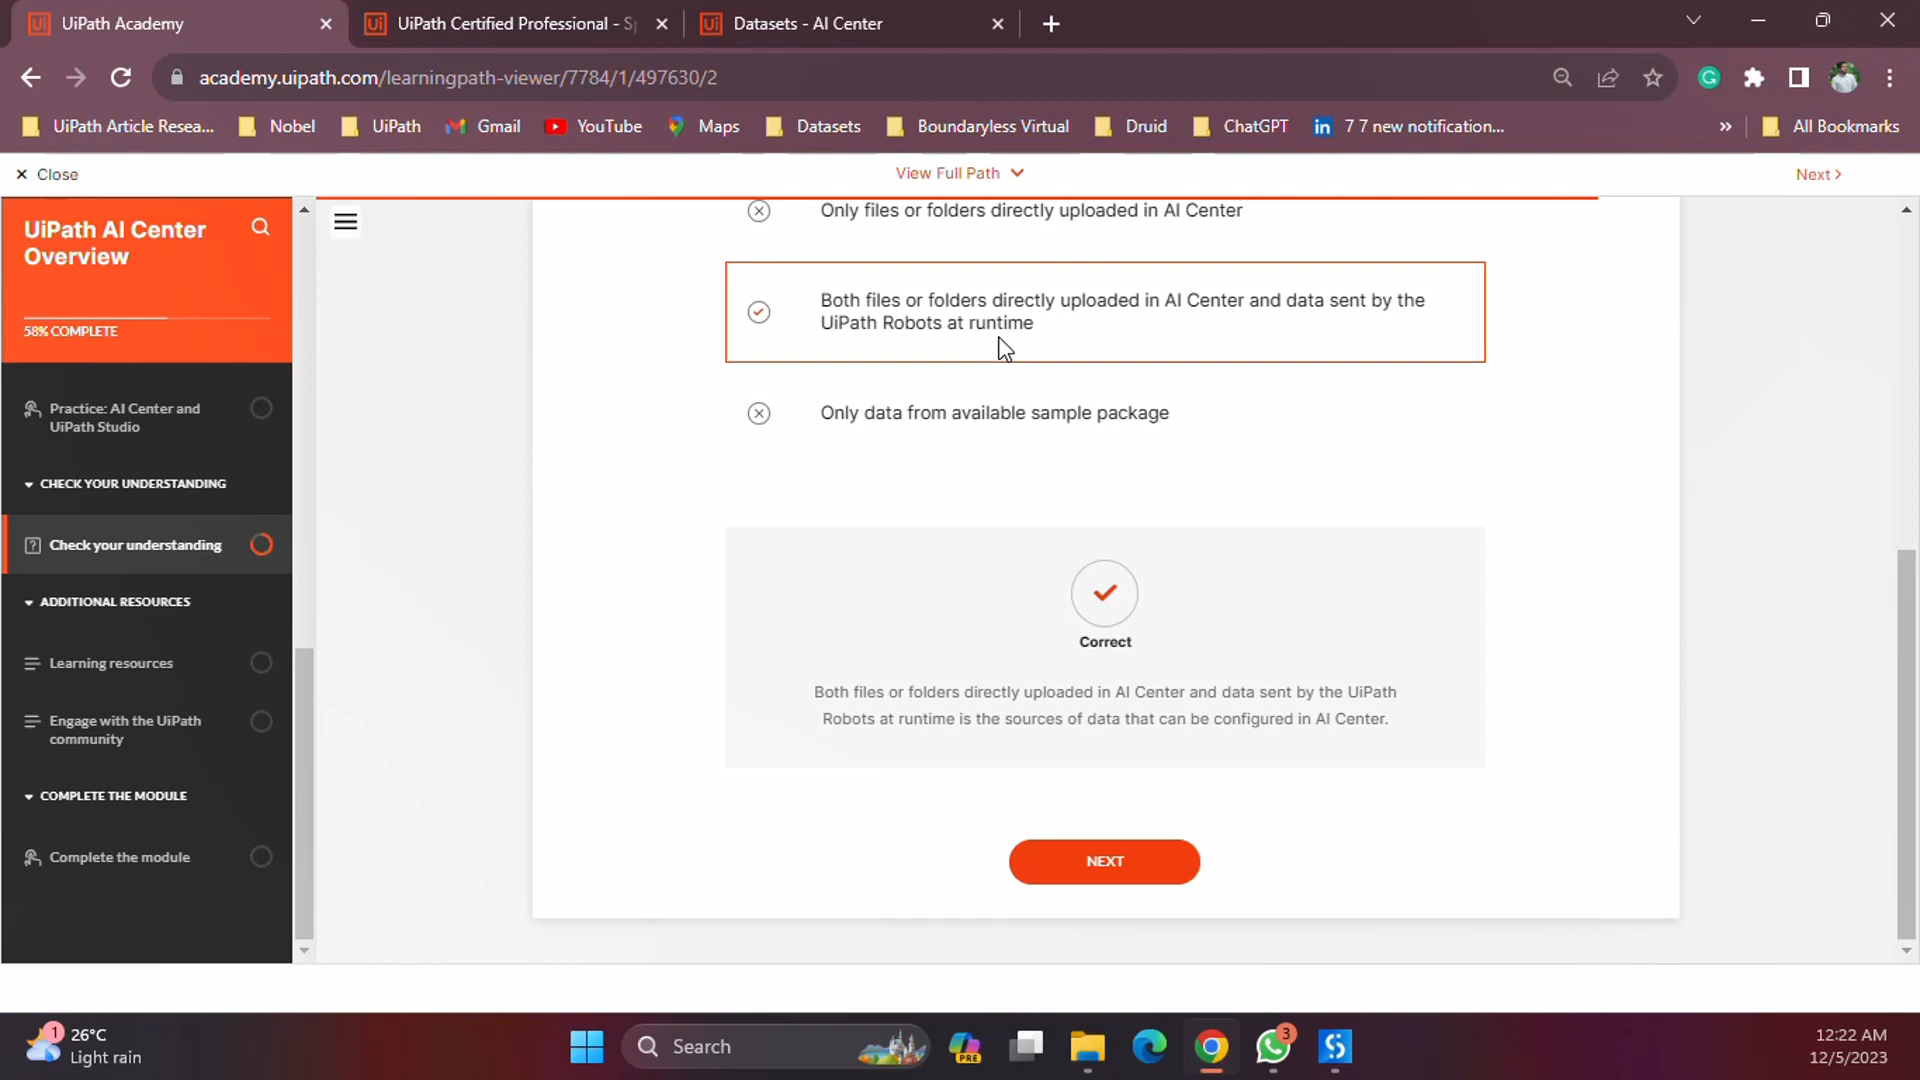 UiPath Academy
UiPath Certified Professional - Sp
Datasets - AI Center
academy.uipath.com/learningpath-viewer/7784/1/497630/2
UiPath Article Resea...
Nobel
UiPath
Gmail
YouTube
Maps
Datasets
Boundaryless Virtual
Druid
ChatGPT
7 7 new notification...
All Bookmarks
Close
View Full Path
Next
UiPath AI Center
Overview
58% COMPLETE
Practice: AI Center and
UiPath Studio
CHECK YOUR UNDERSTANDING
Check your understanding
ADDITIONAL RESOURCES
Learning resources
Engage with the UiPath
community
COMPLETE THE MODULE
Complete the module
Only files or folders directly uploaded in AI Center
Both files or folders directly uploaded in AI Center and data sent by the
UiPath Robots at runtime
Only data from available sample package
Correct
Both files or folders directly uploaded in AI Center and data sent by the UiPath
Robots at runtime is the sources of data that can be configured in AI Center.
NEXT
1
26°C
Light rain
Search
PRE
3
12:22 AM
12/5/2023